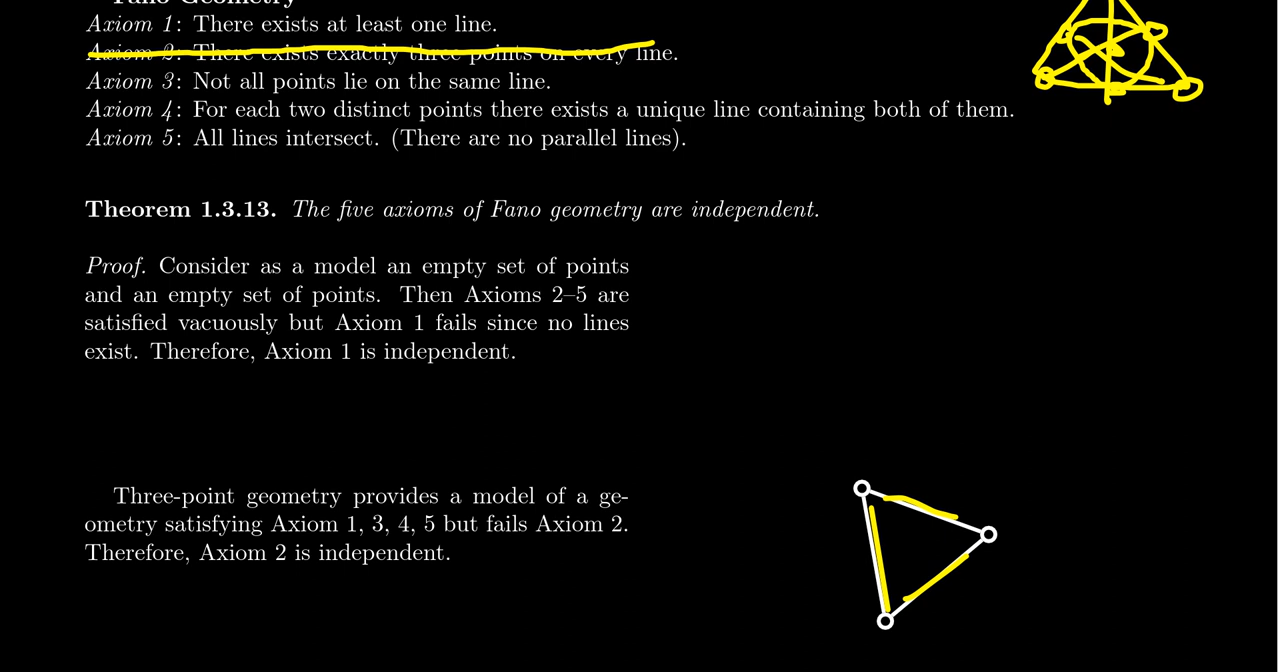 Fano Geometry
Axiom 1: There exists at least one line.
Axiom 2: There exists exactly three points on every line.
Axiom 3: Not all points lie on the same line.
Axiom 4: For each two distinct points there exists a unique line containing both of them.
Axiom 5: All lines intersect. (There are no parallel lines).
Theorem 1.3.13. The five axioms of Fano geometry are independent.
Proof. Consider as a model an empty set of points
and an empty set of points. Then Axioms 2–5 are
satisfied vacuously but Axiom 1 fails since no lines
exist. Therefore, Axiom 1 is independent.
Three-point geometry provides a model of a ge-
ometry satisfying Axiom 1, 3, 4, 5 but fails Axiom 2.
Therefore, Axiom 2 is independent.